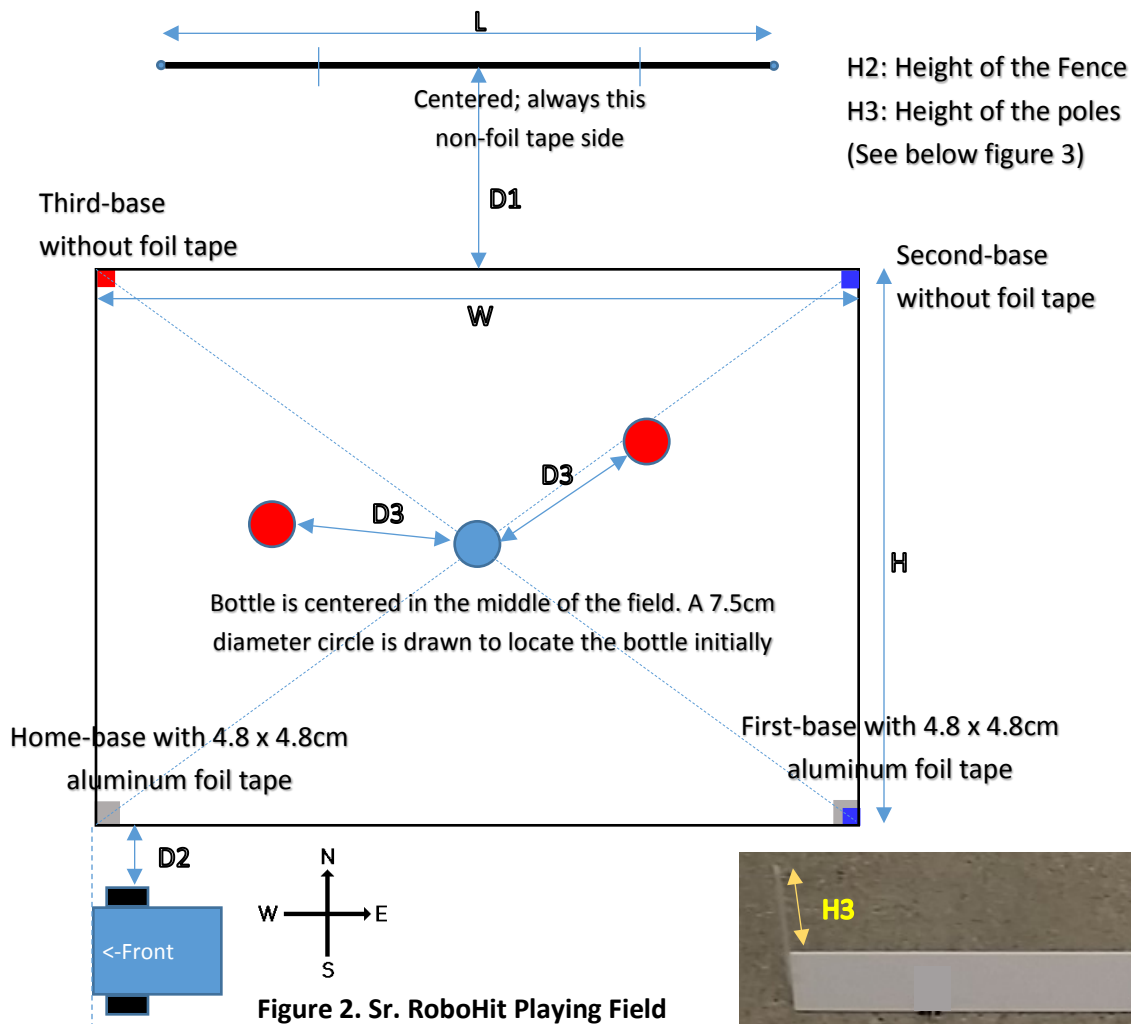 L
H2: Height of the Fence
H3: Height of the poles
(See below figure 3)
Centered; always this
non-foil tape side
D1
Third-base
without foil tape
Second-base
without foil tape
W
D3
D3
H
Bottle is centered in the middle of the field. A 7.5cm
diameter circle is drawn to locate the bottle initially
Home-base with 4.8 x 4.8cm
aluminum foil tape
First-base with 4.8 x 4.8cm
aluminum foil tape
D2
N
W
E
S
<-Front
H3
Figure 2. Sr. RoboHit Playing Field